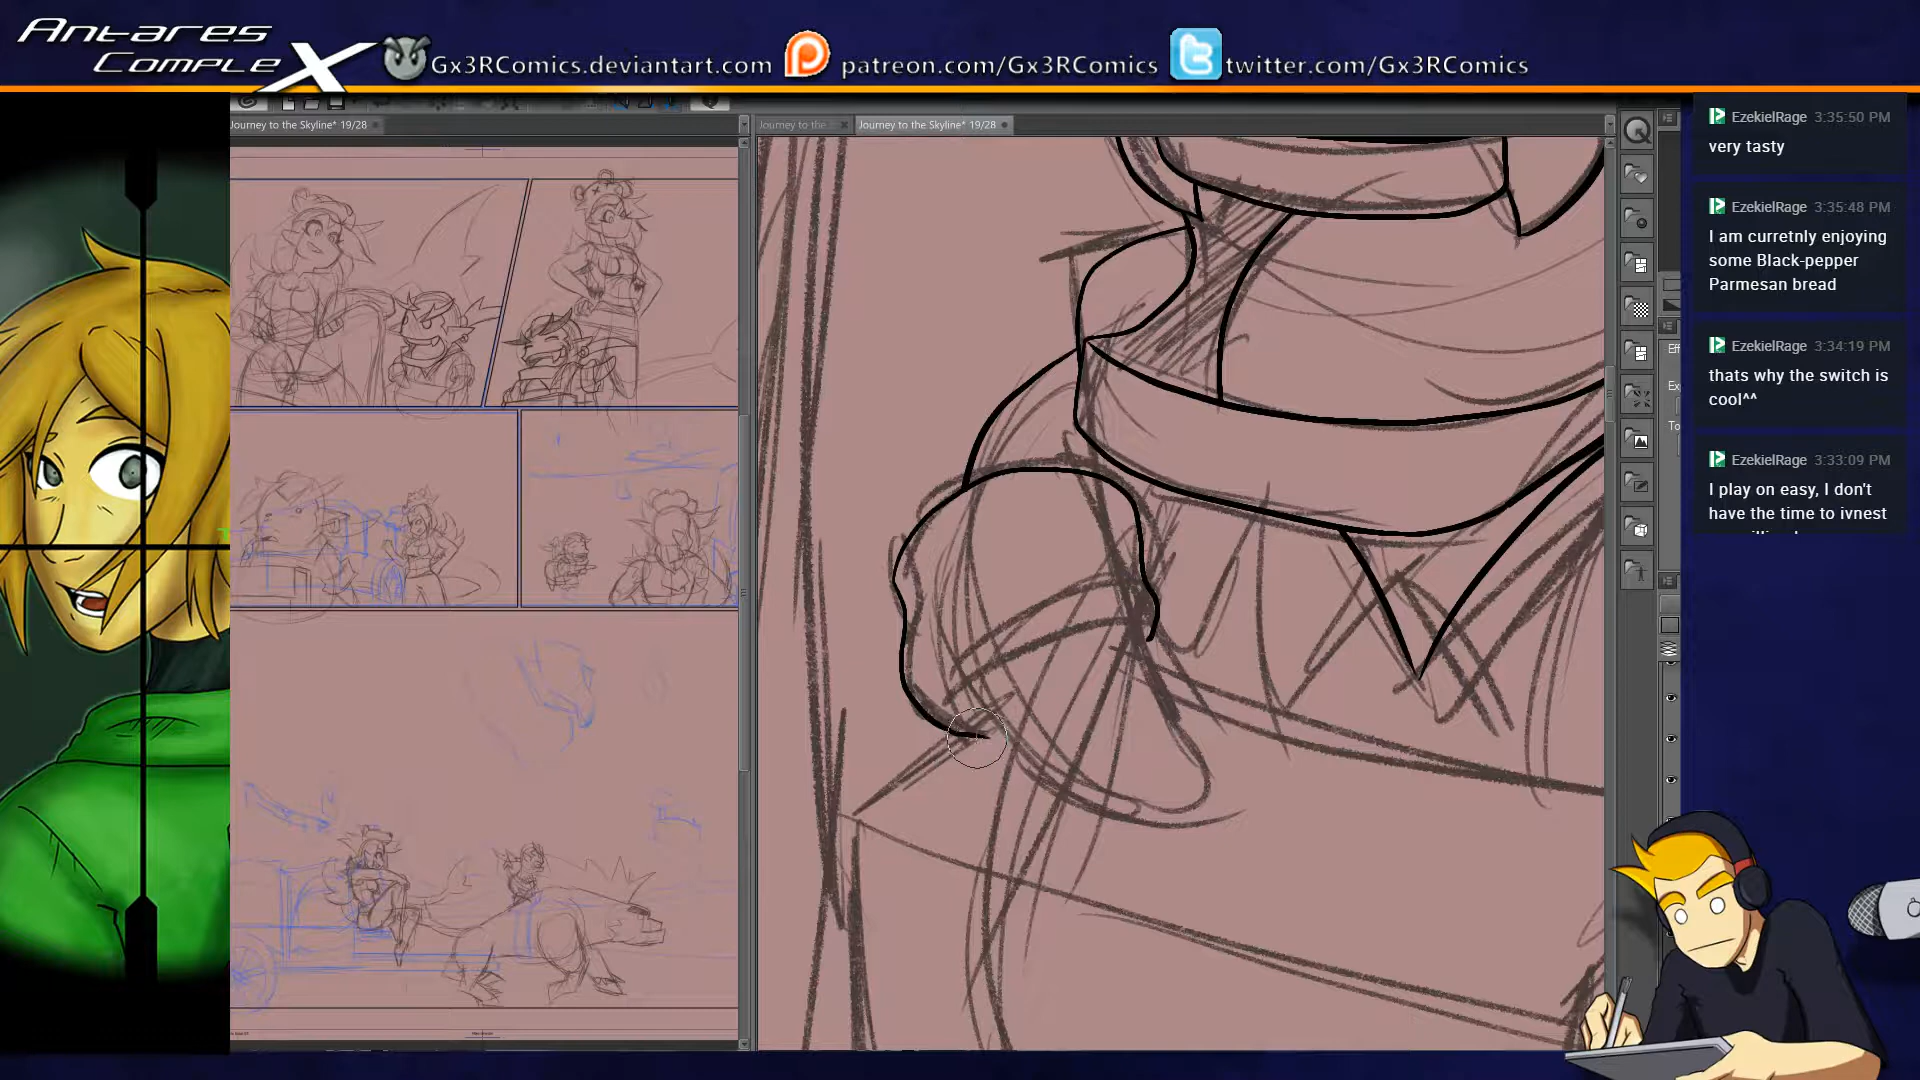 Antares
Complex
Gx3RComics.deviantart.com
patreon.com/Gx3RComics
twitter.com/Gx3RComics
Journey to the Skyline* 19/28
Journey to the
Journey to the Skyline* 19/28
EzekielRage 3:35:50 PM
very tasty
EzekielRage 3:35:48 PM
I am curretnly enjoying
some Black-pepper
Parmesan bread
EzekielRage 3:34:19 PM
thats why the switch is
cool^^
EzekielRage 3:33:09 PM
I play on easy, I don't
have the time to ivnest